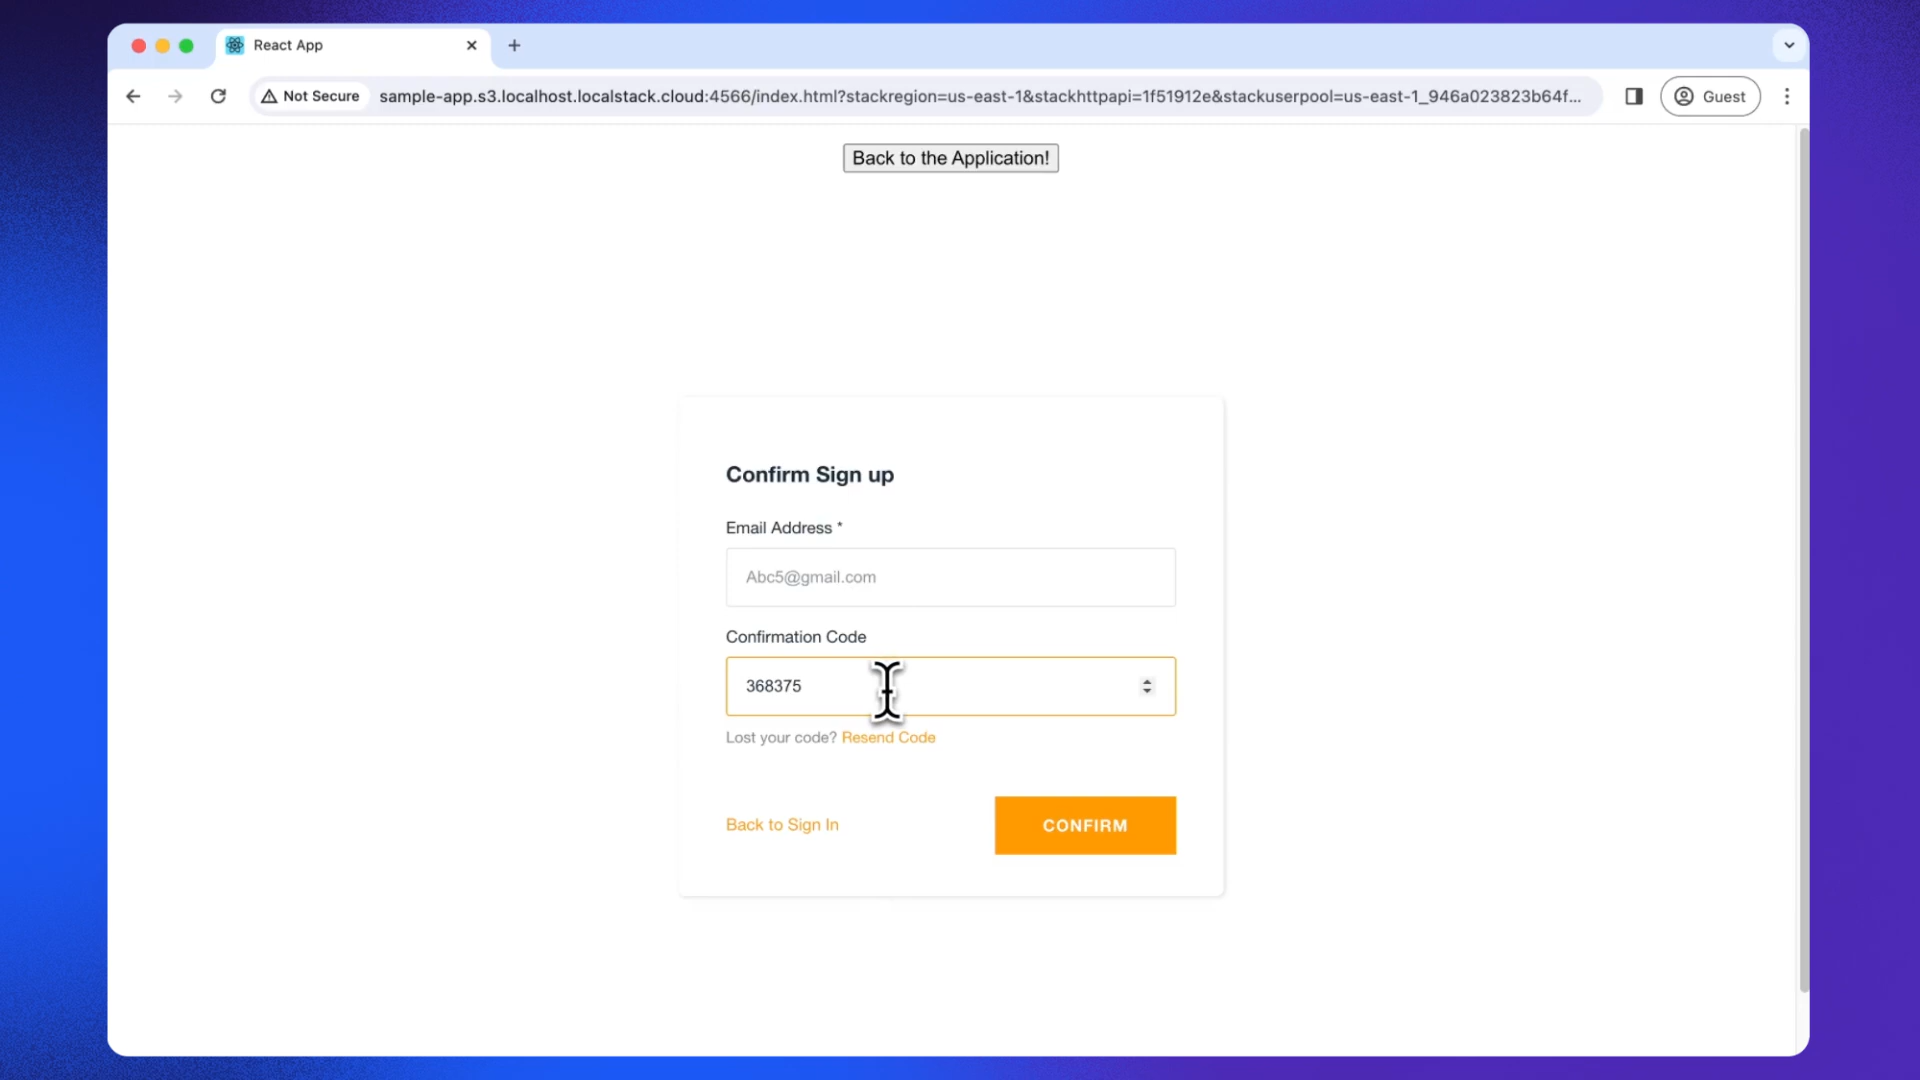 React App
Not Secure
sample-app.s3.localhost.localstack.cloud:4566/index.html?stackregion=us-east-1&stackhttpapi=1f51912e&stackuserpool=us-east-1_946a023823b64f...
Guest
Back to the Application!
Confirm Sign up
Email Address *
Abc5@gmail.com
Confirmation Code
368375
Lost your code? Resend Code
Back to Sign In
CONFIRM